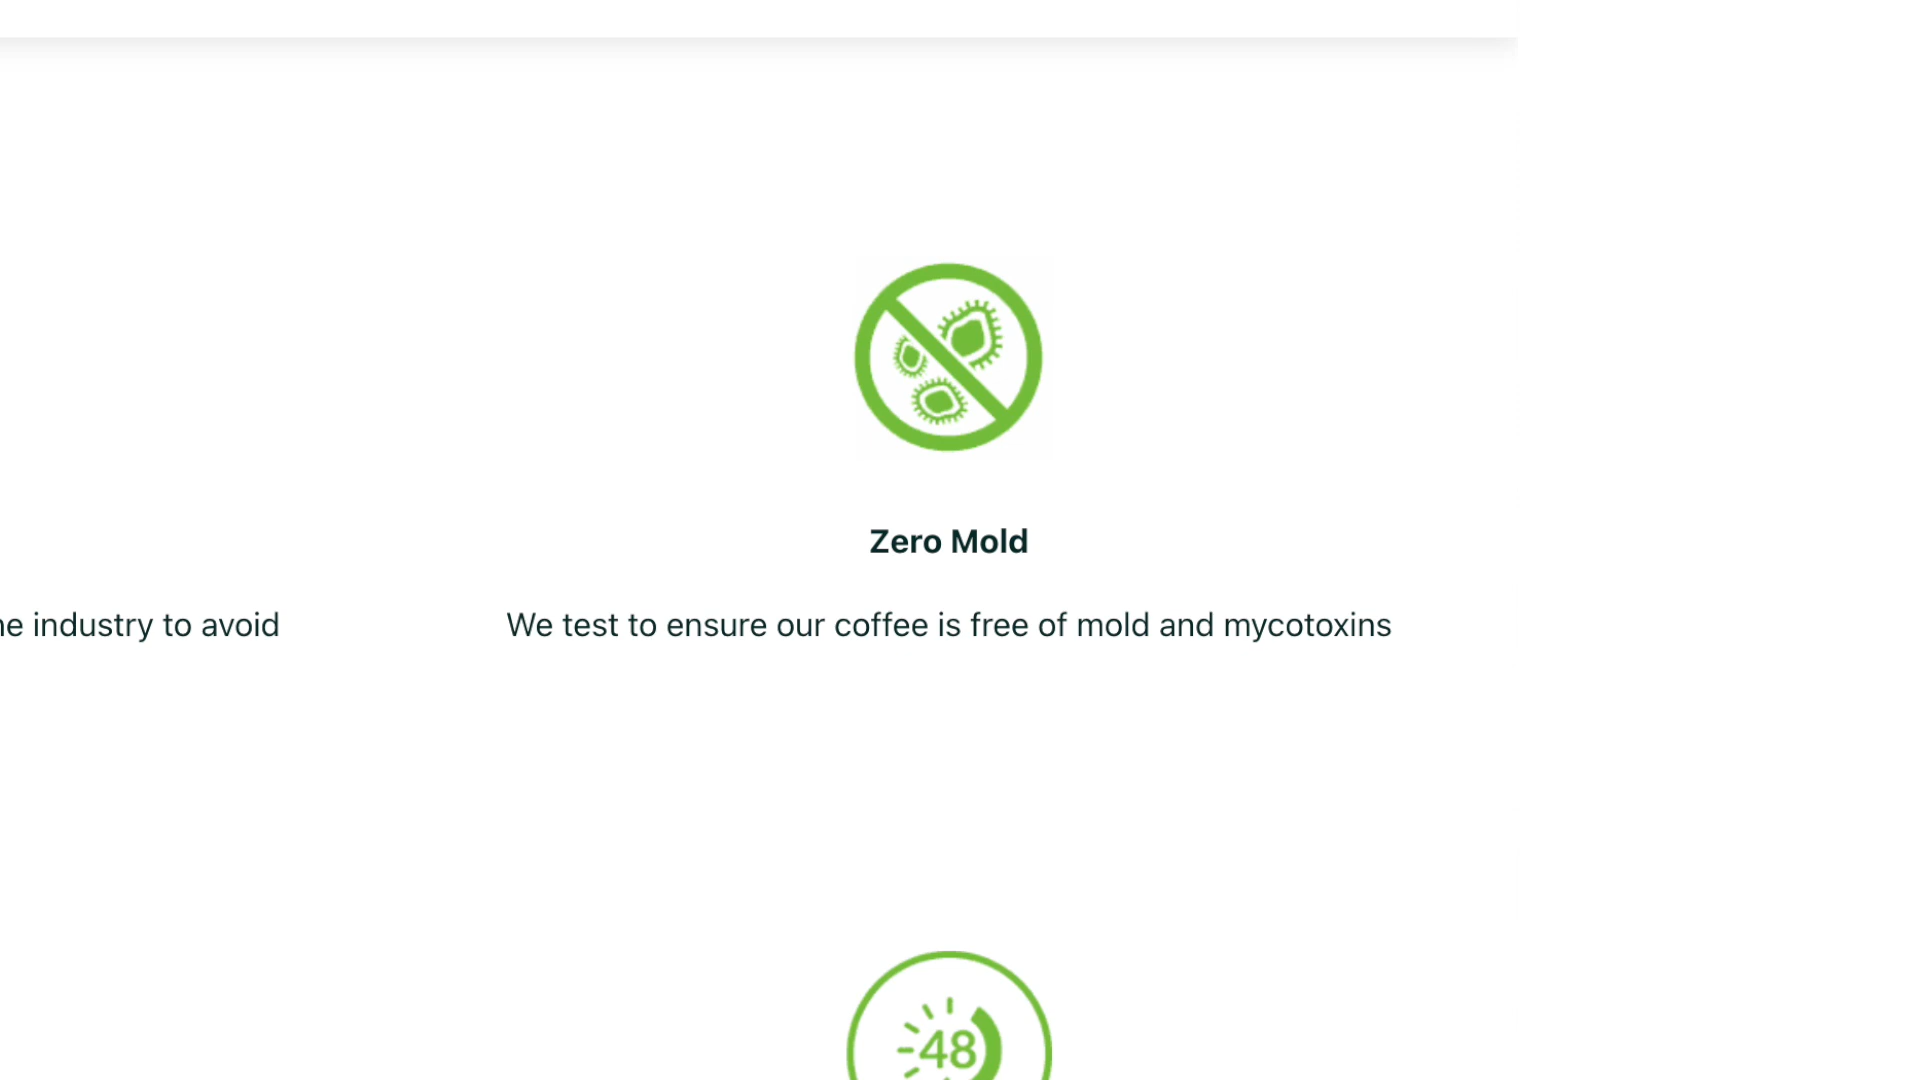 Zero Mold
industry to avoid
We test to ensure our coffee is free of mold and mycotoxins
48